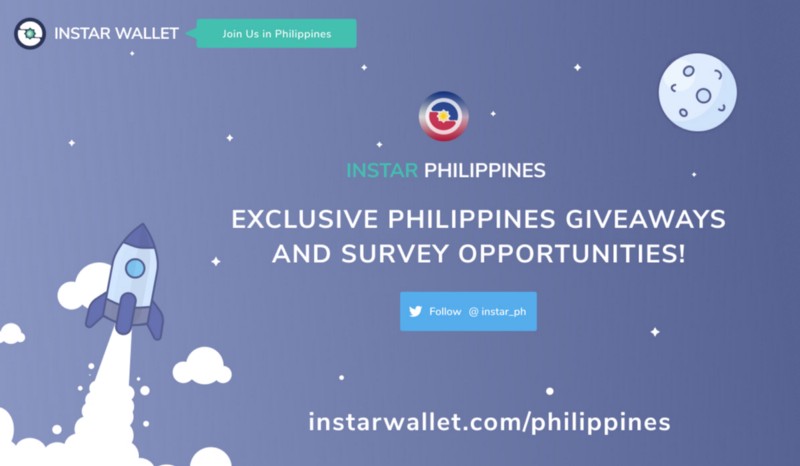 INSTAR WALLET
Join Us in Philippines
INSTAR PHILIPPINES
EXCLUSIVE PHILIPPINES GIVEAWAYS
AND SURVEY OPPORTUNITIES!
Follow @ instar_ph
instarwallet.com/philippines